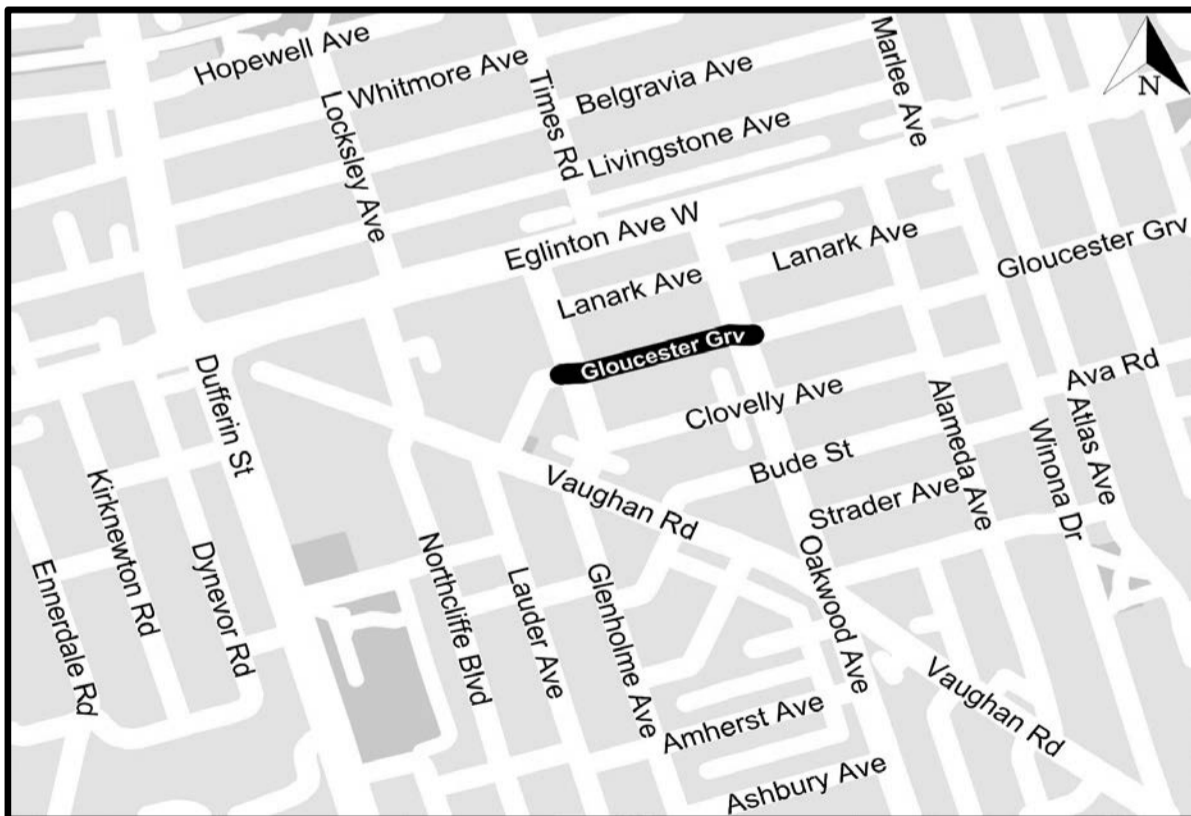 Hopewell Ave
Whitmore Ave
Locksley Ave
Times Rd
Belgravia Ave
Marlee Ave
N
Livingstone Ave
Eglinton Ave W
Lanark Ave
Lanark Ave
Gloucester Grv
Gloucester Grv
Dufferin St
Clovelly Ave
Ava Rd
Alameda Ave
Atlas Ave
Winona Dr
Bude St
Strader Ave
Vaughan Rd
Kirknewton Rd
Dynevor Rd
Ennerdale Rd
Northcliffe Blvd
Lauder Ave
Glenholme Ave
Oakwood Ave
Vaughan Rd
Amherst Ave
Ashbury Ave